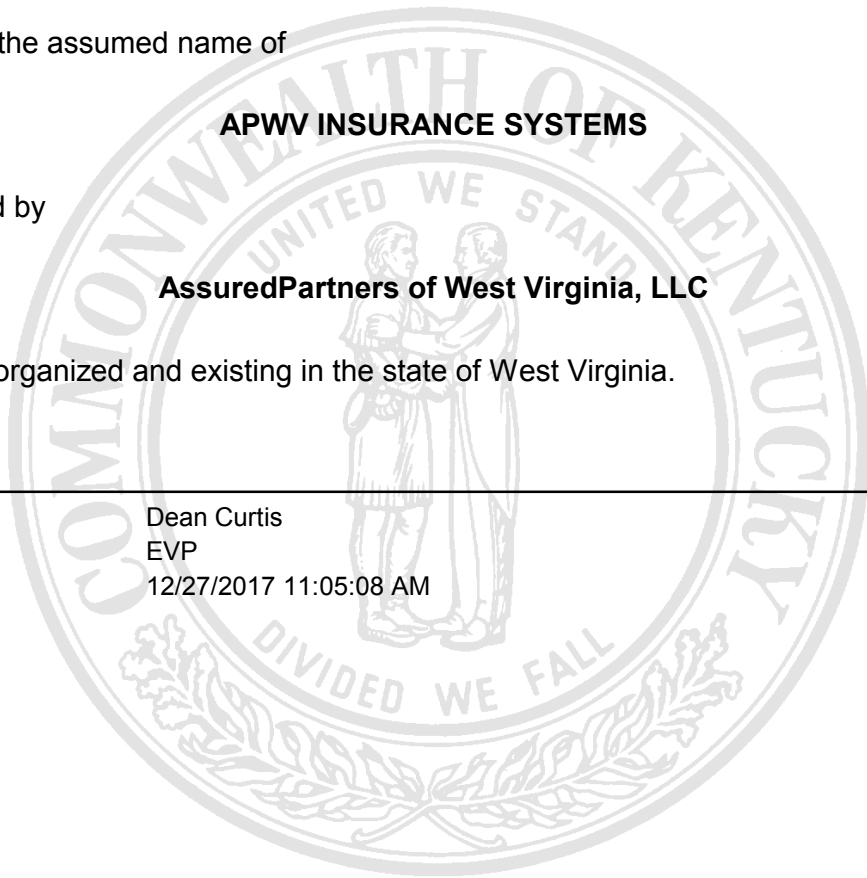 the assumed name of
APWV INSURANCE SYSTEMS
d by
AssuredPartners of West Virginia, LLC
organized and existing in the state of West Virginia.
Dean Curtis
EVP
12/27/2017 11:05:08 AM
COMMONWEALTH OF KENTUCKY
UNITED WE STAND
DIVIDED WE FALL